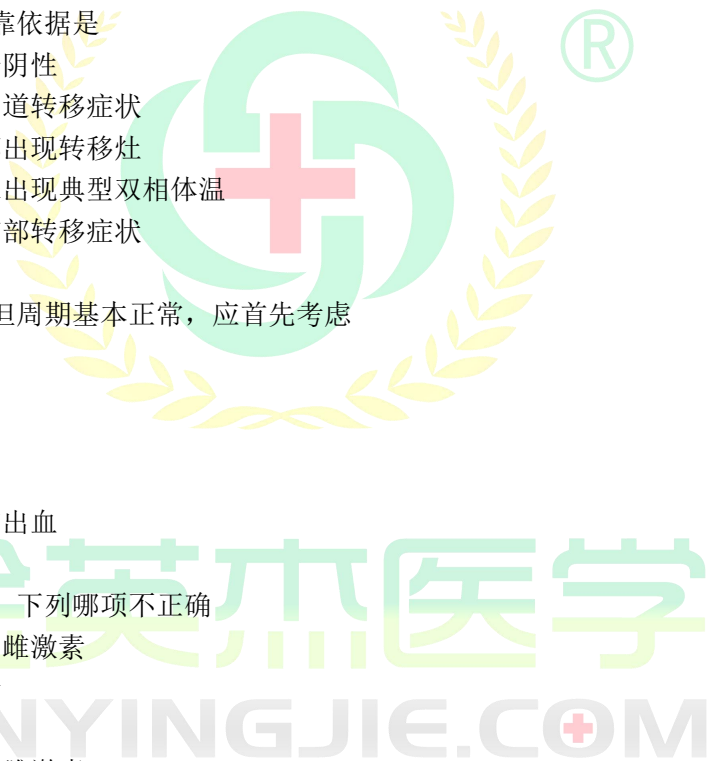 靠依据是
阴性
道转移症状
出现转移灶
出现典型双相体温
部转移症状
但周期基本正常，应首先考虑
出血
下列哪项不正确
雌激素
英杰医学
NYINGJIE.COM
®